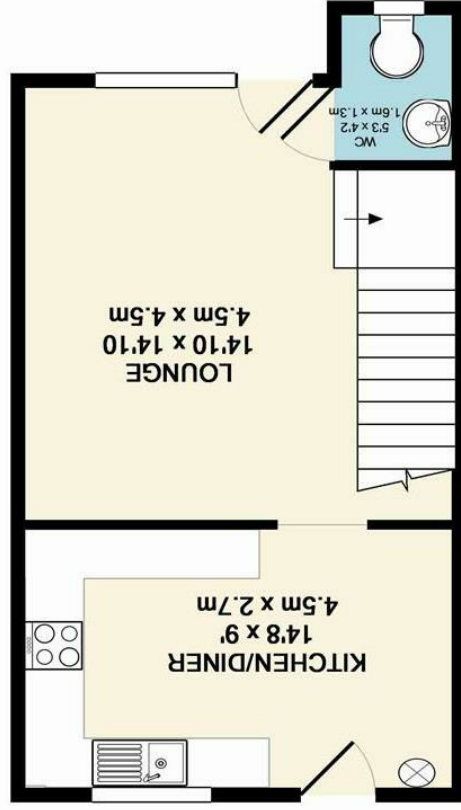 KITCHEN/DINER
14'8 x 9'
4.5m x 2.7m
LOUNGE
14'10 x 14'10
4.5m x 4.5m
WC
5'3 x 4'2
1.6m x 1.3m